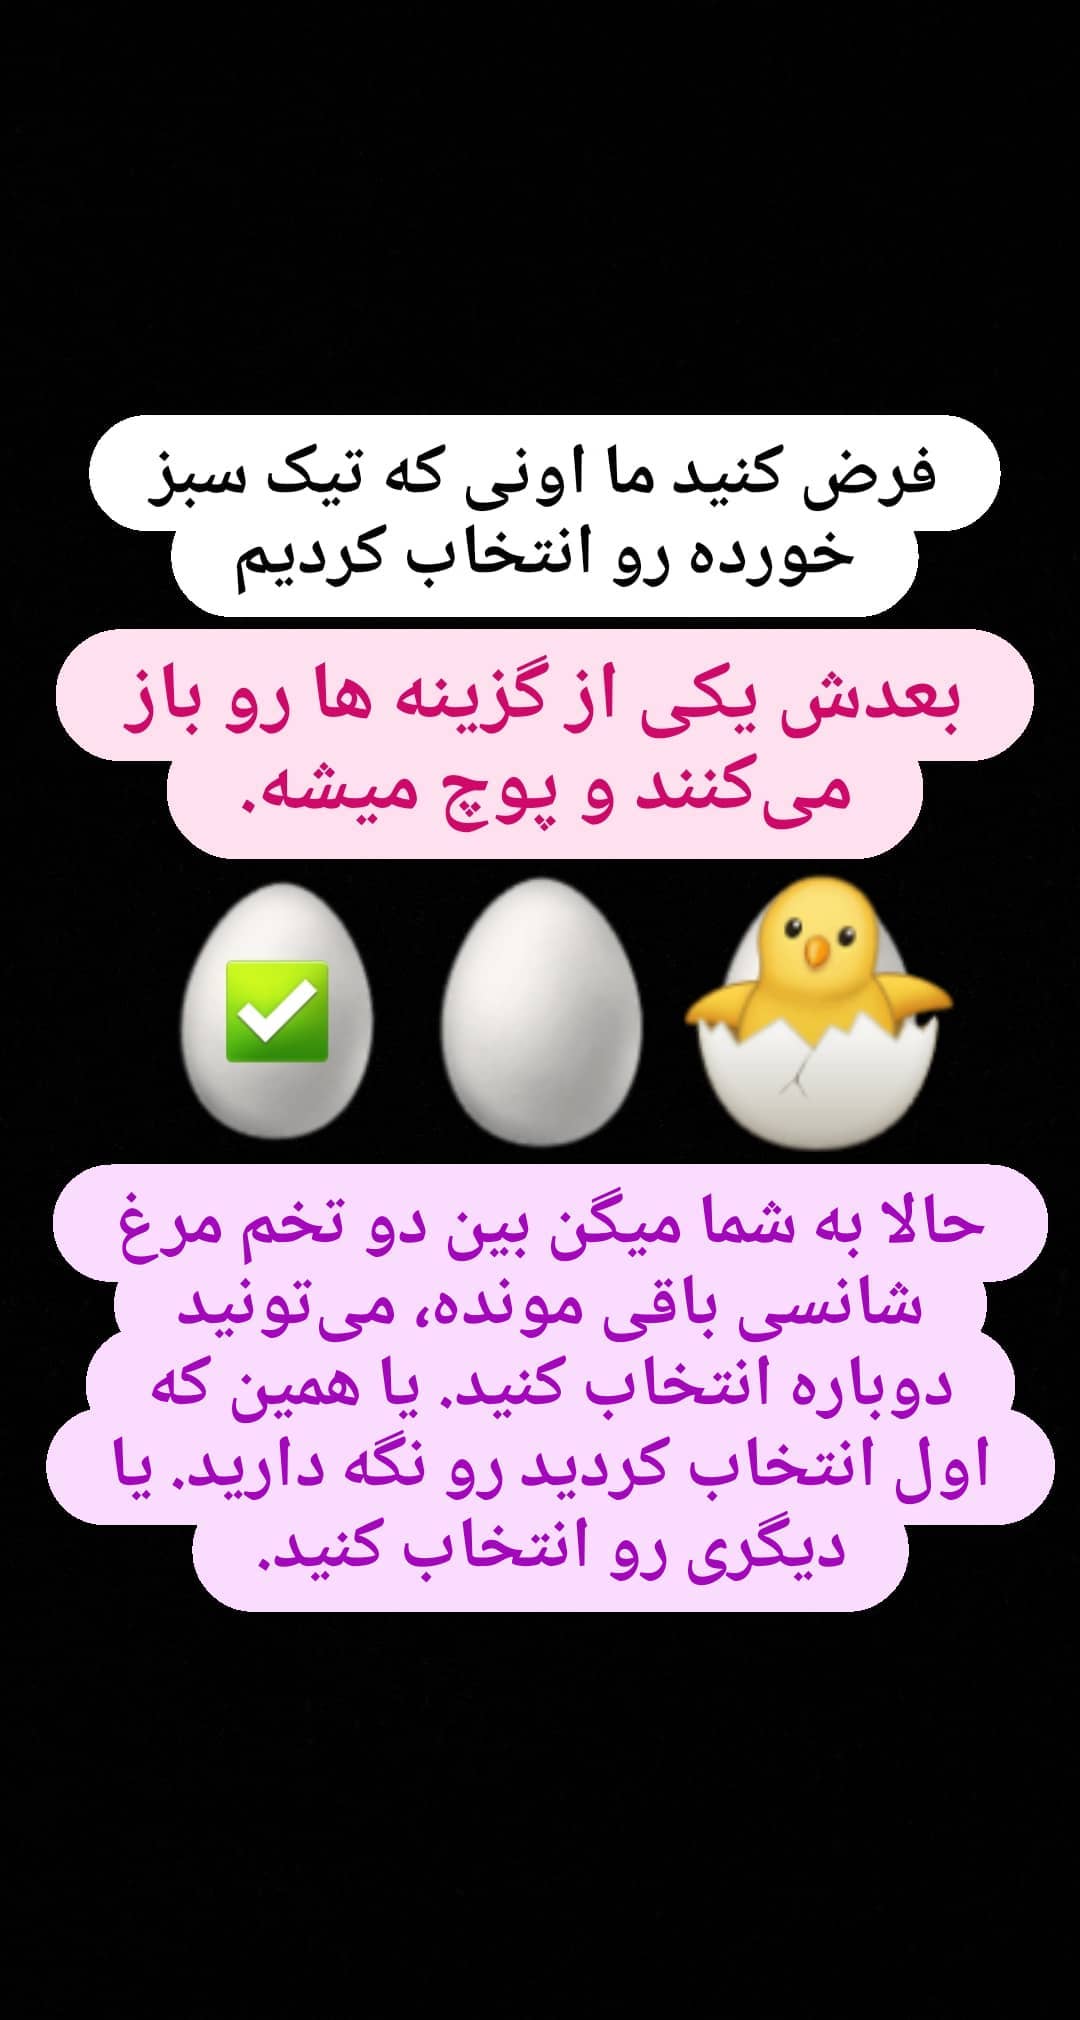 فرض کنید ما اونی که تیک سبز
خورده رو انتخاب کردیم
بعدش یکی از گزینه ها رو باز
می‌کنند و پوچ میشه.
حالا به شما میگن بین دو تخم مرغ
شانسی باقی مونده، می‌تونید
دوباره انتخاب کنید. یا همین که
اول انتخاب کردید رو نگه دارید. یا
دیگری رو انتخاب کنید.